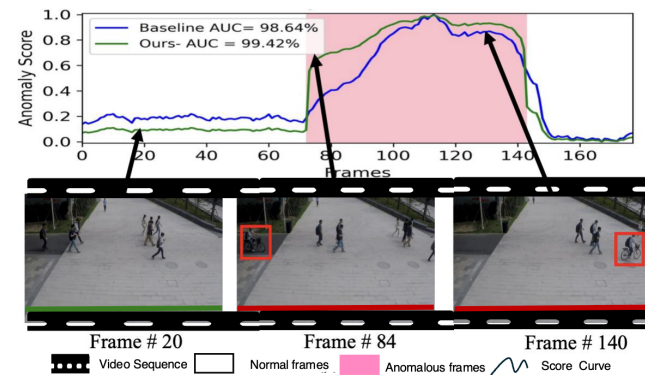 1.0
0.8
0.6
0.4
0.2
0.0
Anomaly Score
Baseline AUC= 98.64%
Ours- AUC = 99.42%
0 20 40 60 80 100 120 140 160
Frames
Frame # 20 Frame # 84 Frame # 140
Video Sequence Normal frames Anomalous frames Score Curve